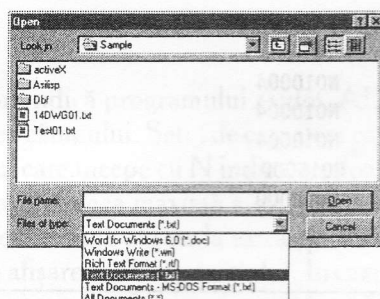 Open
Look in:
Sample
activeX
Dbf
14DWG01.txt
Test01.txt
File name:
Open
Files of type:
Text Documents (*.txt)
Cancel
Word for Windows 6.0 (*.doc)
Windows Write (*.wri)
Rich Text Format (*.rtf)
Text Documents (*.txt)
Text Documents - MS-DOS Format (*.txt)
All Documents (*.*)